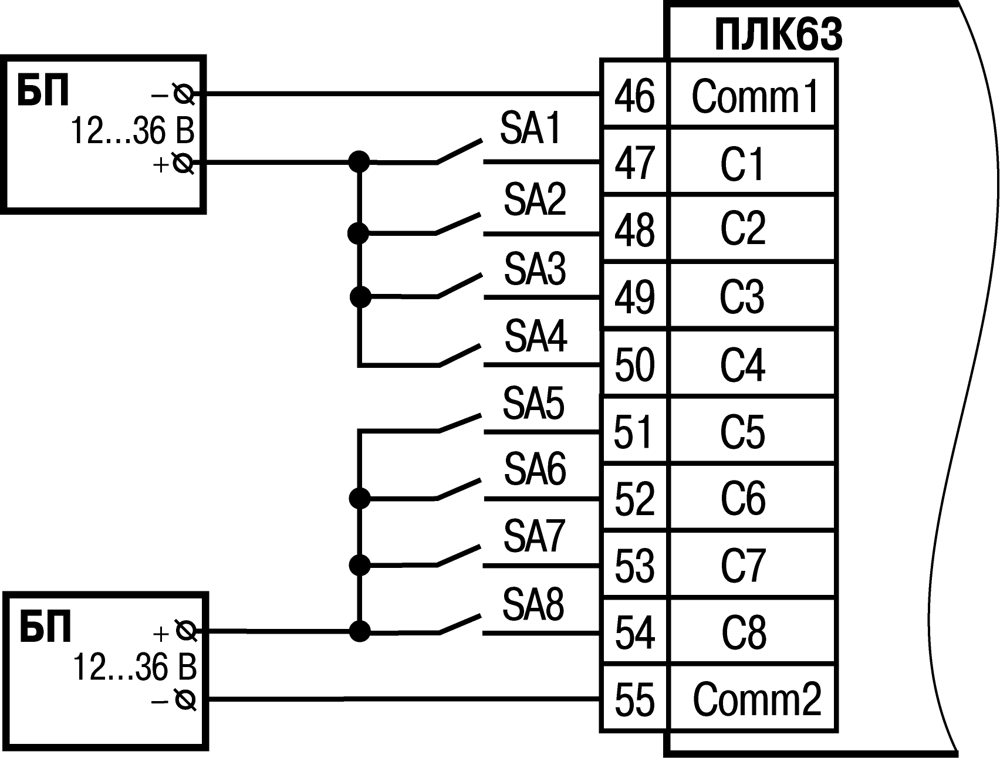 ПЛК63
БП
–
12...36 В
+
46 Comm1
SA1
47 C1
SA2
48 C2
SA3
49 C3
SA4
50 C4
SA5
51 C5
SA6
52 C6
SA7
53 C7
SA8
54 C8
55 Comm2
БП
+
12...36 В
–